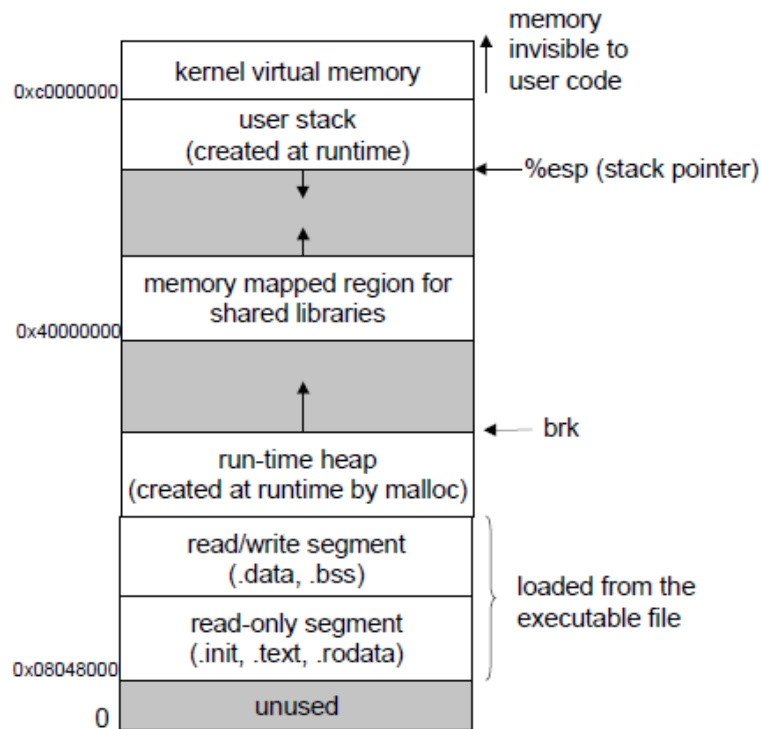 memory
invisible to
user code
kernel virtual memory
0xc0000000
user stack
(created at runtime)
%esp (stack pointer)
memory mapped region for
shared libraries
0x40000000
brk
run-time heap
(created at runtime by malloc)
read/write segment
(.data, .bss)
loaded from the
executable file
read-only segment
(.init, .text, .rodata)
0x08048000
unused
0